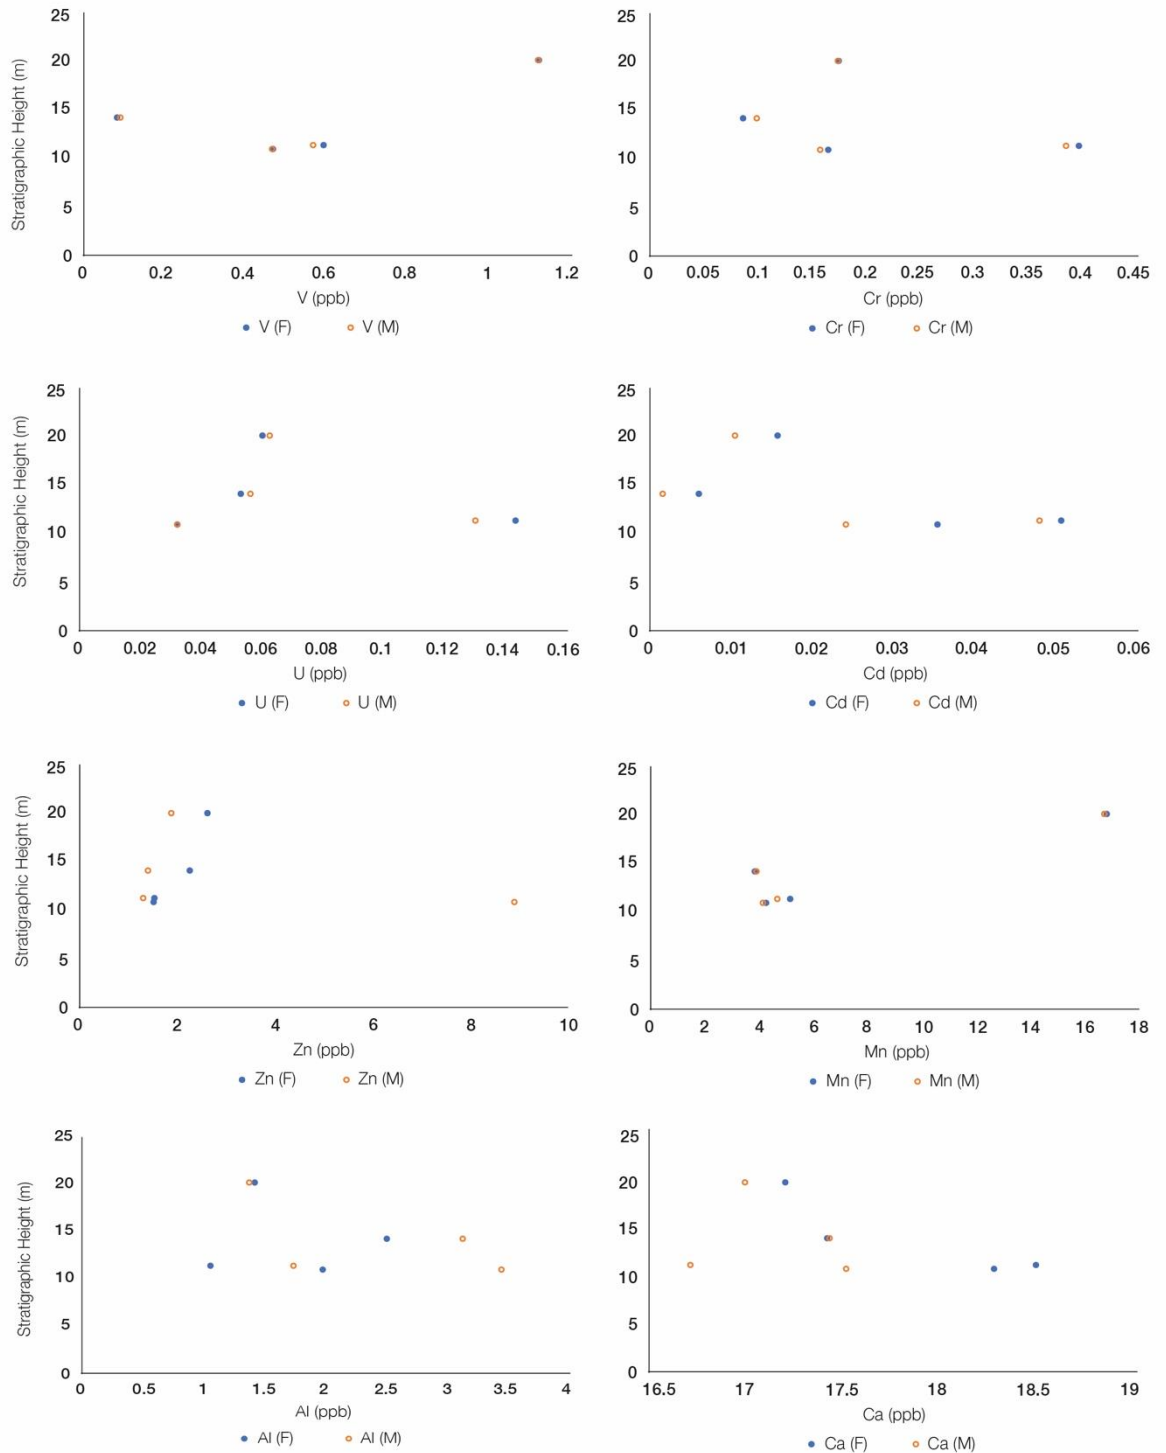 25
20
15
10
5
0
Stratigraphic Height (m)
0 0.2 0.4 0.6 0.8 1 1.2
V (ppb)
V (F) V (M)
25
20
15
10
5
0
0 0.05 0.1 0.15 0.2 0.25 0.3 0.35 0.4 0.45
Cr (ppb)
Cr (F) Cr (M)
25
20
15
10
5
0
Stratigraphic Height (m)
0 0.02 0.04 0.06 0.08 0.1 0.12 0.14 0.16
U (ppb)
U (F) U (M)
25
20
15
10
5
0
0 0.01 0.02 0.03 0.04 0.05 0.06
Cd (ppb)
Cd (F) Cd (M)
25
20
15
10
5
0
Stratigraphic Height (m)
0 2 4 6 8 10
Zn (ppb)
Zn (F) Zn (M)
25
20
15
10
5
0
0 2 4 6 8 10 12 14 16 18
Mn (ppb)
Mn (F) Mn (M)
25
20
15
10
5
0
Stratigraphic Height (m)
0 0.5 1 1.5 2 2.5 3 3.5 4
Al (ppb)
Al (F) Al (M)
25
20
15
10
5
0
16.5 17 17.5 18 18.5 19
Ca (ppb)
Ca (F) Ca (M)